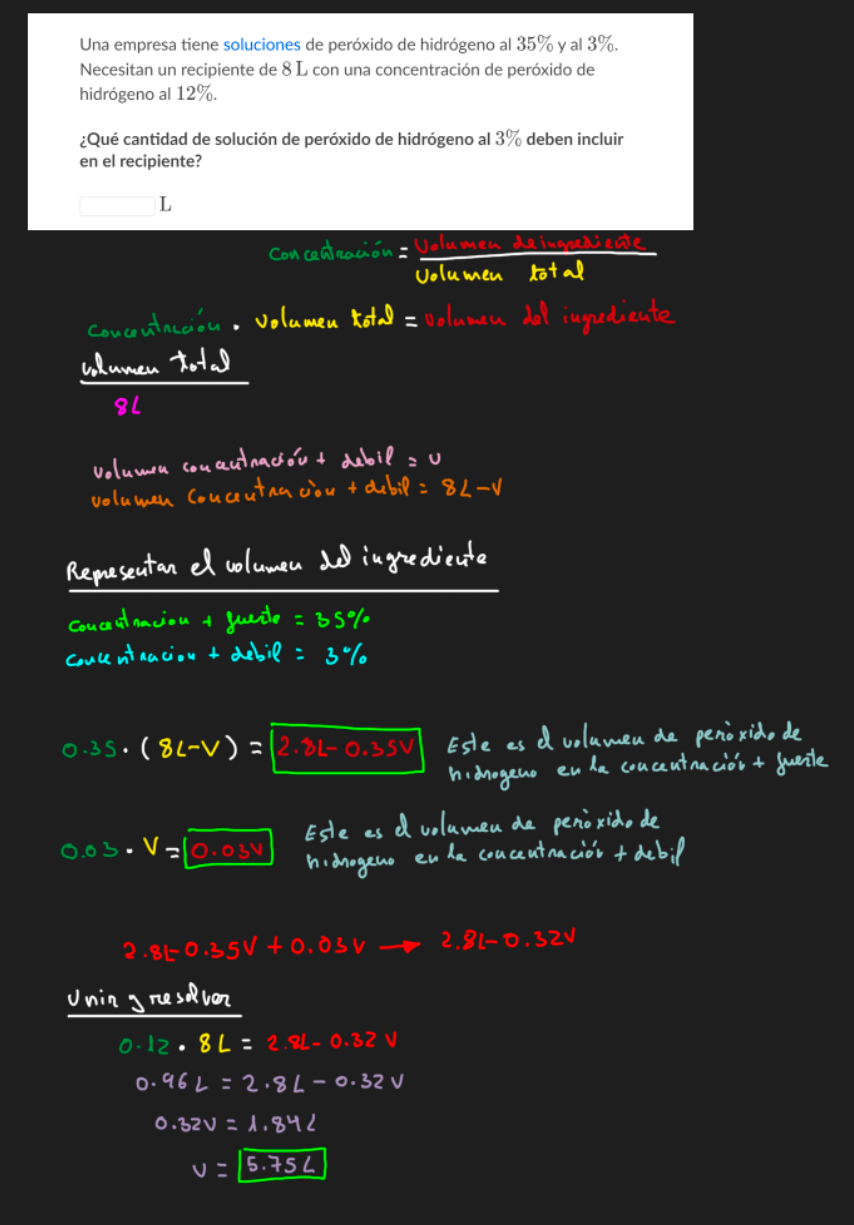 Una empresa tiene soluciones de peróxido de hidrógeno al 35% y al 3%.
Necesitan un recipiente de 8 L con una concentración de peróxido de
hidrógeno al 12%.
¿Qué cantidad de solución de peróxido de hidrógeno al 3% deben incluir
en el recipiente?
L
Concentración = Volumen de ingrediente / Volumen total
Concentración . Volumen total = Volumen del ingrediente
Volumen total
8L
Volumen concentración + debil = V
Volumen Concentración + debil = 8L-V
Representar el volumen del ingrediente
Concentracion + fuerte = 35%
Concentracion + debil = 3%
0.35 . (8L-V) = 2.8L - 0.35V
Este es el volumen de peróxido de
hidrogeno en la concentración + fuerte
0.03 . V = 0.03V
Este es el volumen de peróxido de
hidrogeno en la concentración + debil
2.8L-0.35V + 0.03V → 2.8L-0.32V
Unir y resolver
0.12 . 8L = 2.8L - 0.32V
0.96L = 2.8L - 0.32V
0.32V = 1.84L
V = 5.75L